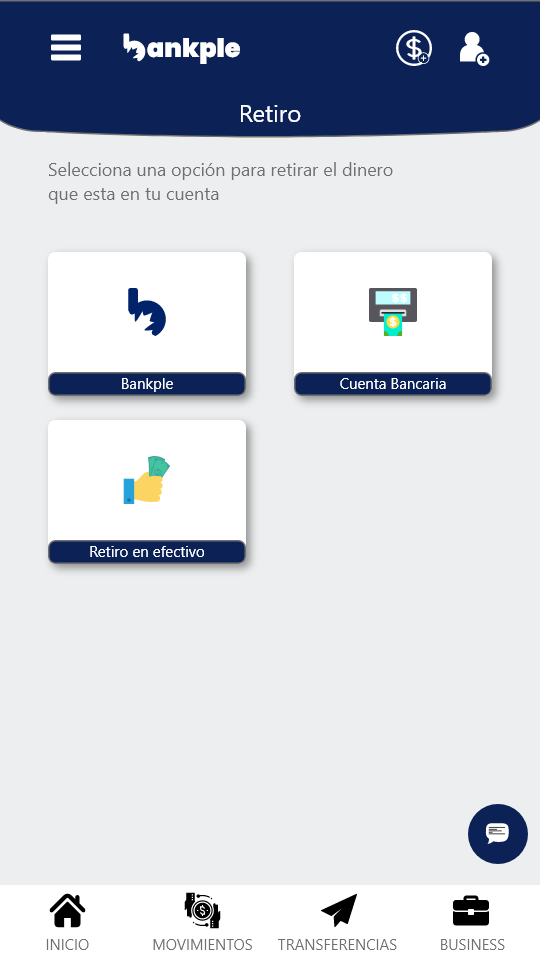 bankple
Retiro
Selecciona una opción para retirar el dinero
que esta en tu cuenta
$$
Bankple
Cuenta Bancaria
Retiro en efectivo
INICIO
MOVIMIENTOS
TRANSFERENCIAS
BUSINESS